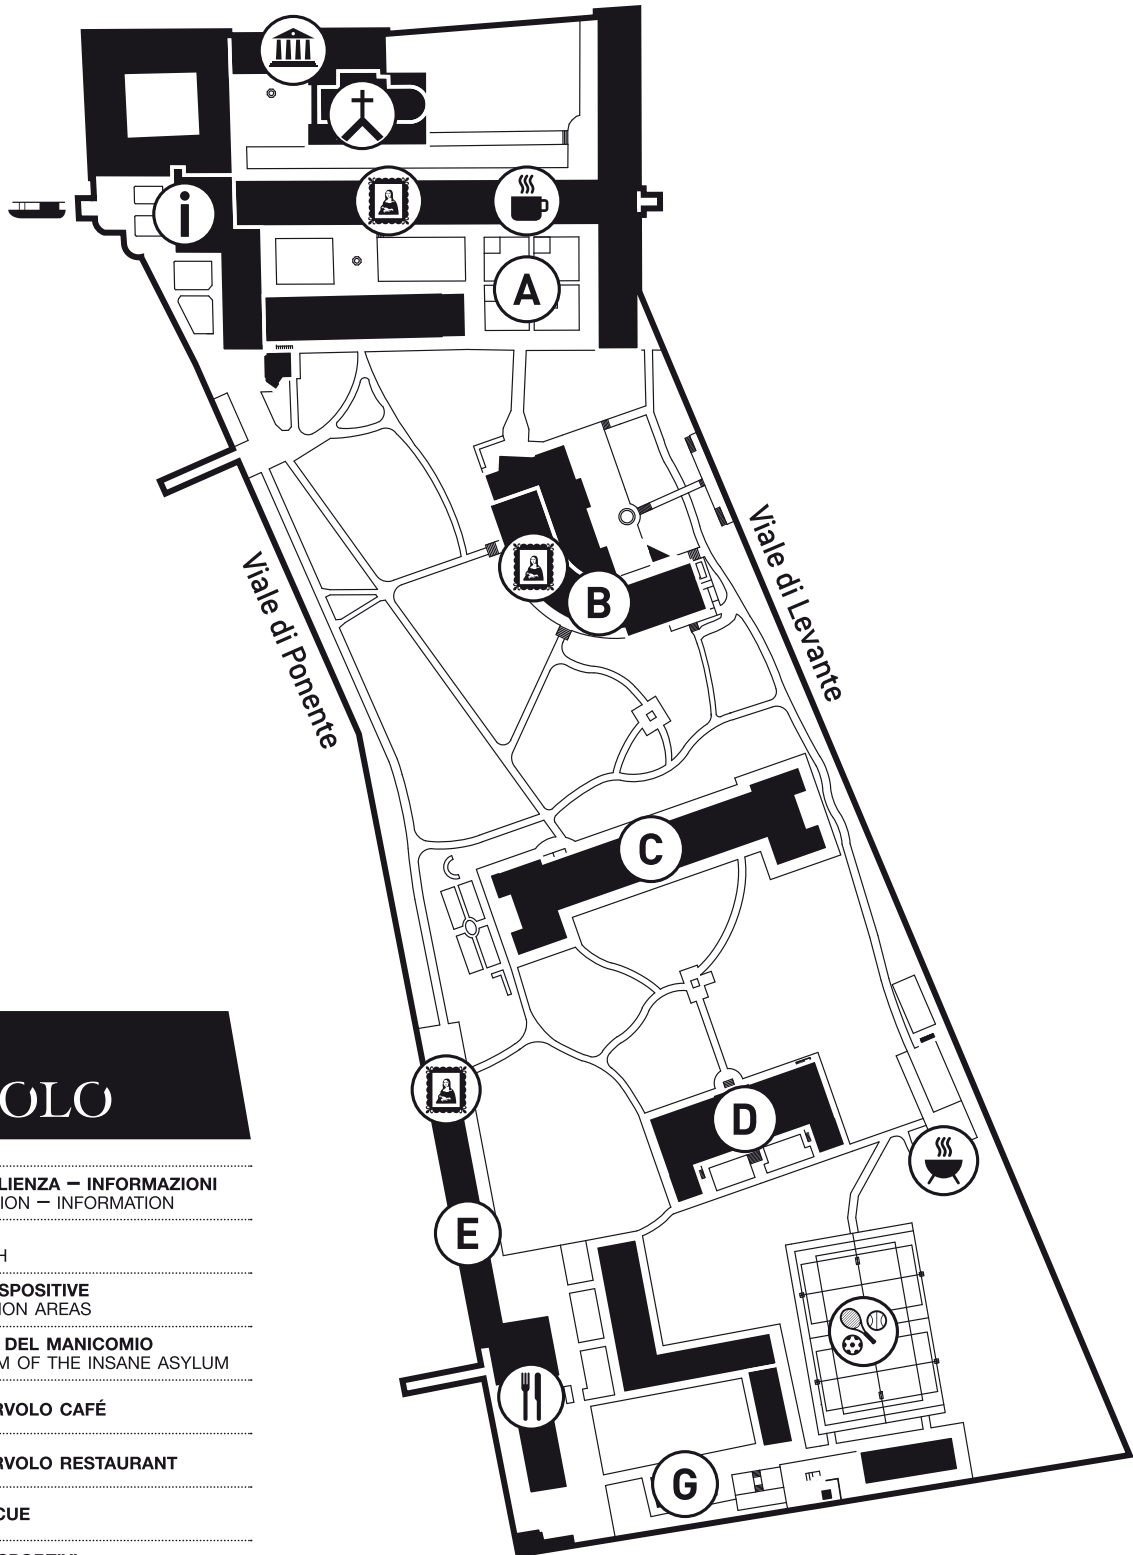 i
A
B
Viale di Ponente
Viale di Levante
C
D
E
G
OLO
LIENZA – INFORMAZIONI
ION – INFORMATION
H
SPOSITIVE
ION AREAS
DEL MANICOMIO
M OF THE INSANE ASYLUM
RVOLO CAFÉ
RVOLO RESTAURANT
CUE